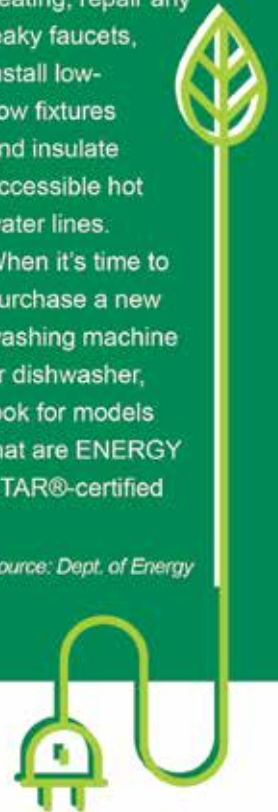 eating, repair any
eaky faucets,
nstall low-
ow fixtures
nd insulate
ccessible hot
ater lines.
When it's time to
urchase a new
ashing machine
r dishwasher,
ook for models
hat are ENERGY
TAR®-certified
ource: Dept. of Energy